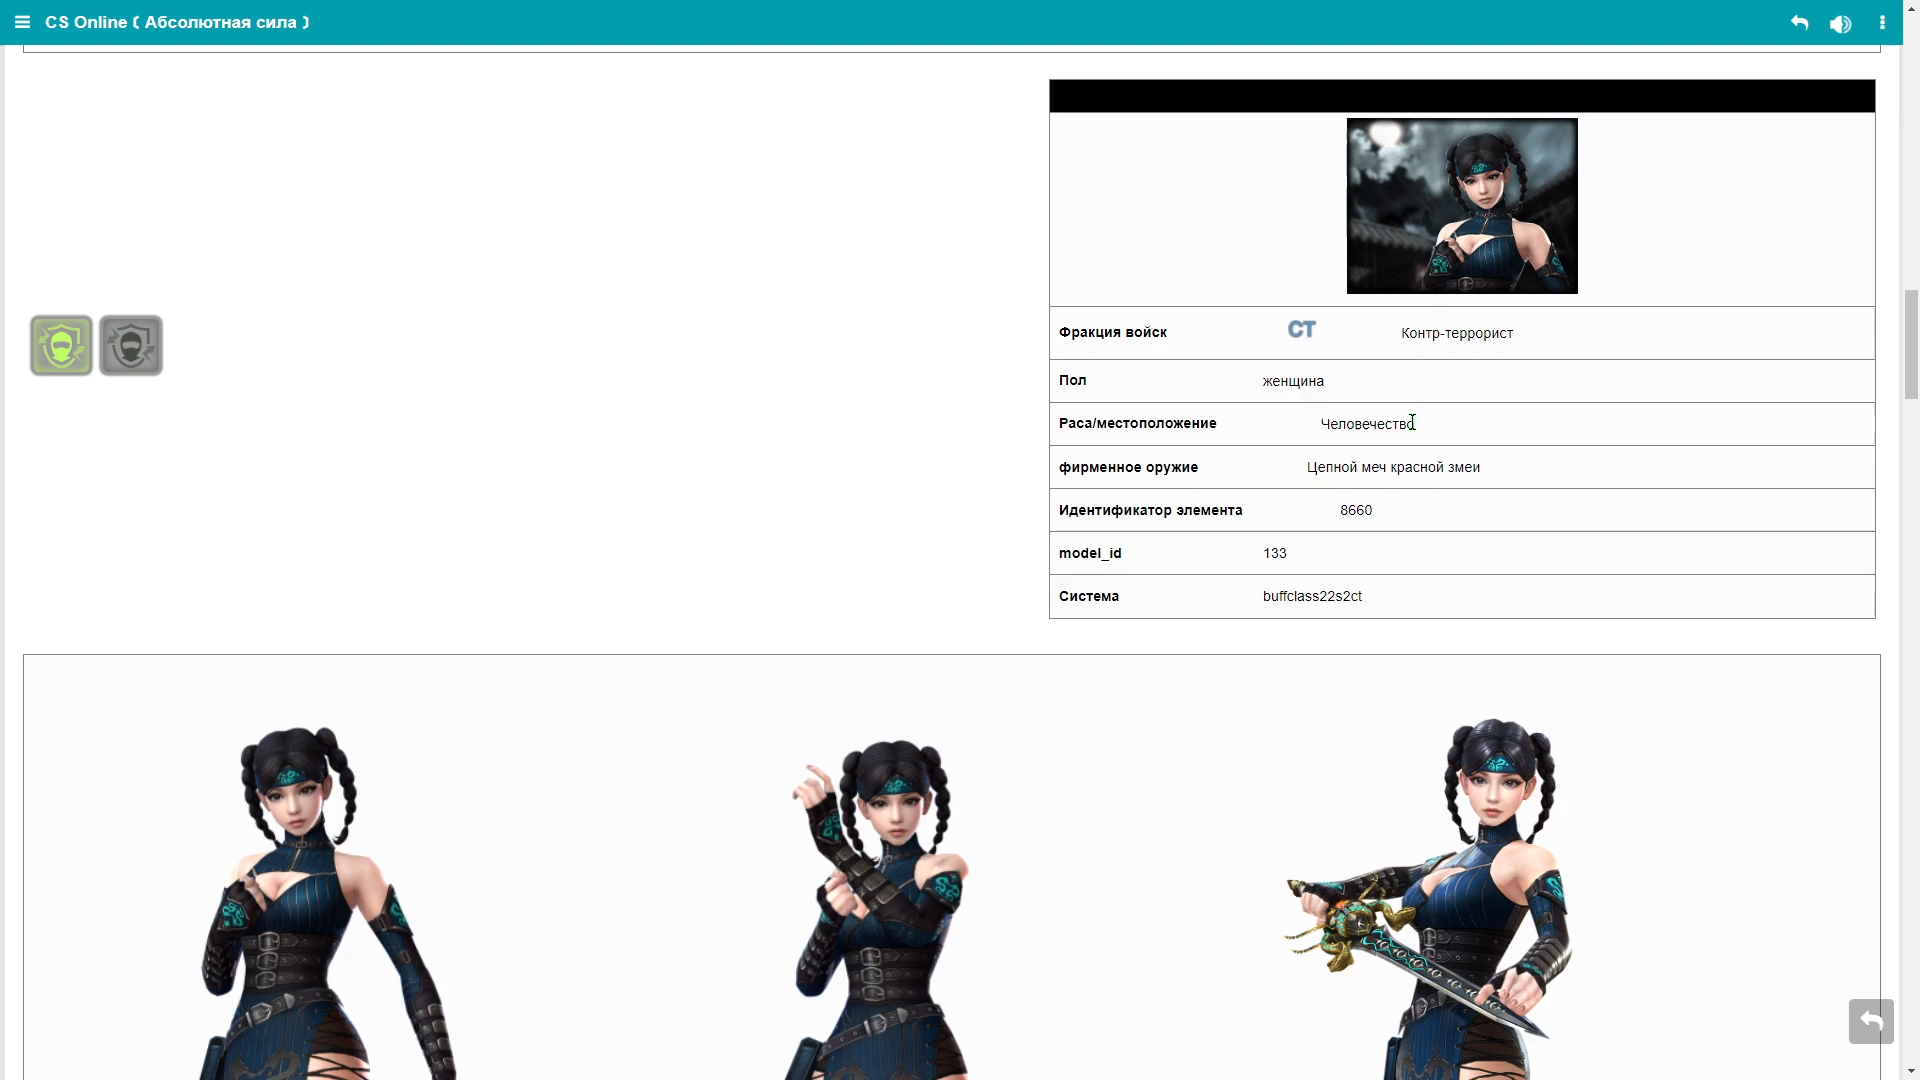 CS Online ( Абсолютная сила )
Фракция войск CT Контр-террорист
Пол женщина
Раса/местоположение Человечество
фирменное оружие Цепной меч красной змеи
Идентификатор элемента 8660
model_id 133
Система buffclass22s2ct